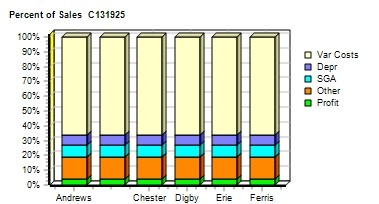 Percent of Sales C131925
100%
90%
80%
70%
60%
50%
40%
30%
20%
10%
0%
Andrews Chester Digby Erie Ferris
Var Costs
Depr
SGA
Other
Profit